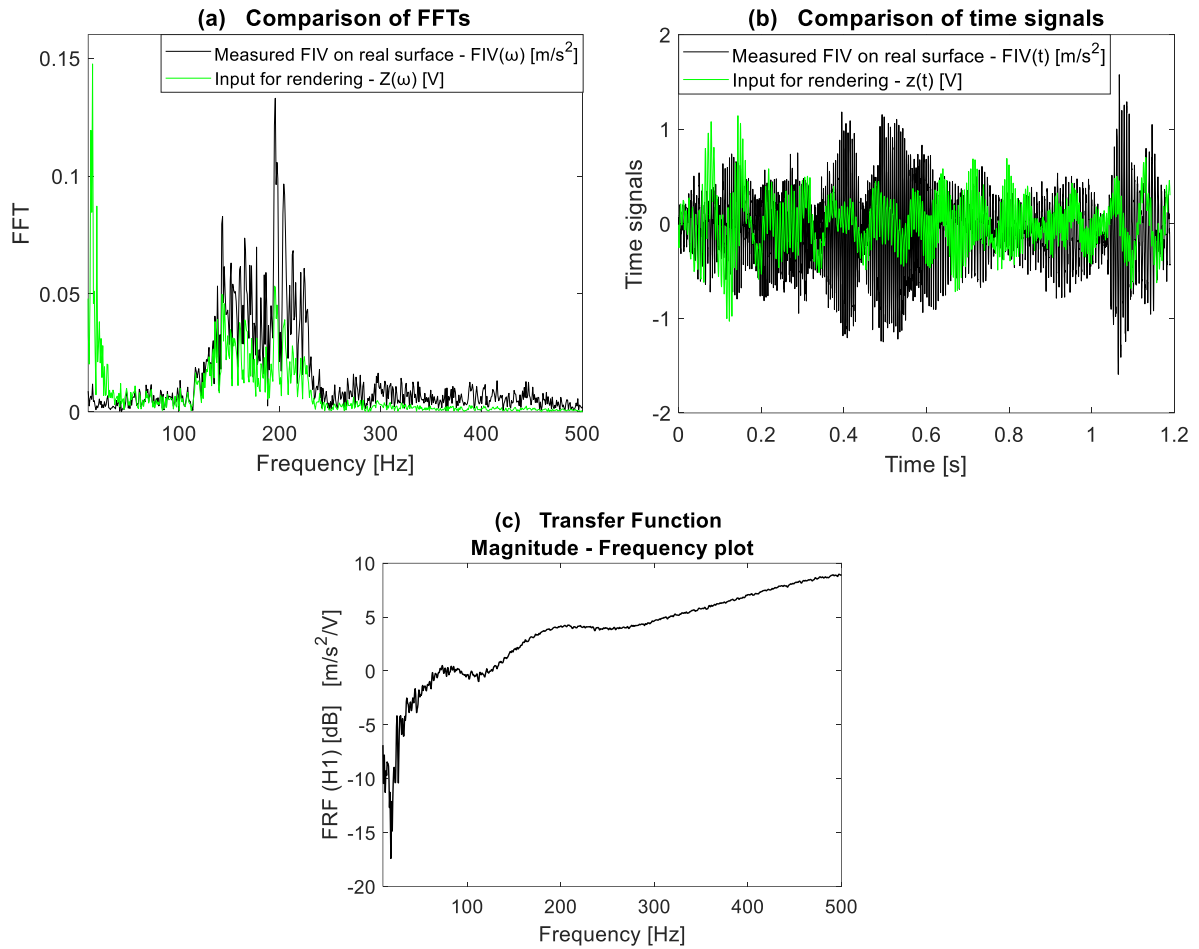 (a) Comparison of FFTs
Measured FIV on real surface - FIV(ω) [m/s²]
Input for rendering - Z(ω) [V]
FFT
0.15
0.1
0.05
0
100 200 300 400 500
Frequency [Hz]
(b) Comparison of time signals
Measured FIV on real surface - FIV(t) [m/s²]
Input for rendering - z(t) [V]
Time signals
2
1
0
-1
-2
0 0.2 0.4 0.6 0.8 1 1.2
Time [s]
(c) Transfer Function
Magnitude - Frequency plot
FRF (H1) [dB] [m/s²/V]
10
5
0
-5
-10
-15
-20
100 200 300 400 500
Frequency [Hz]